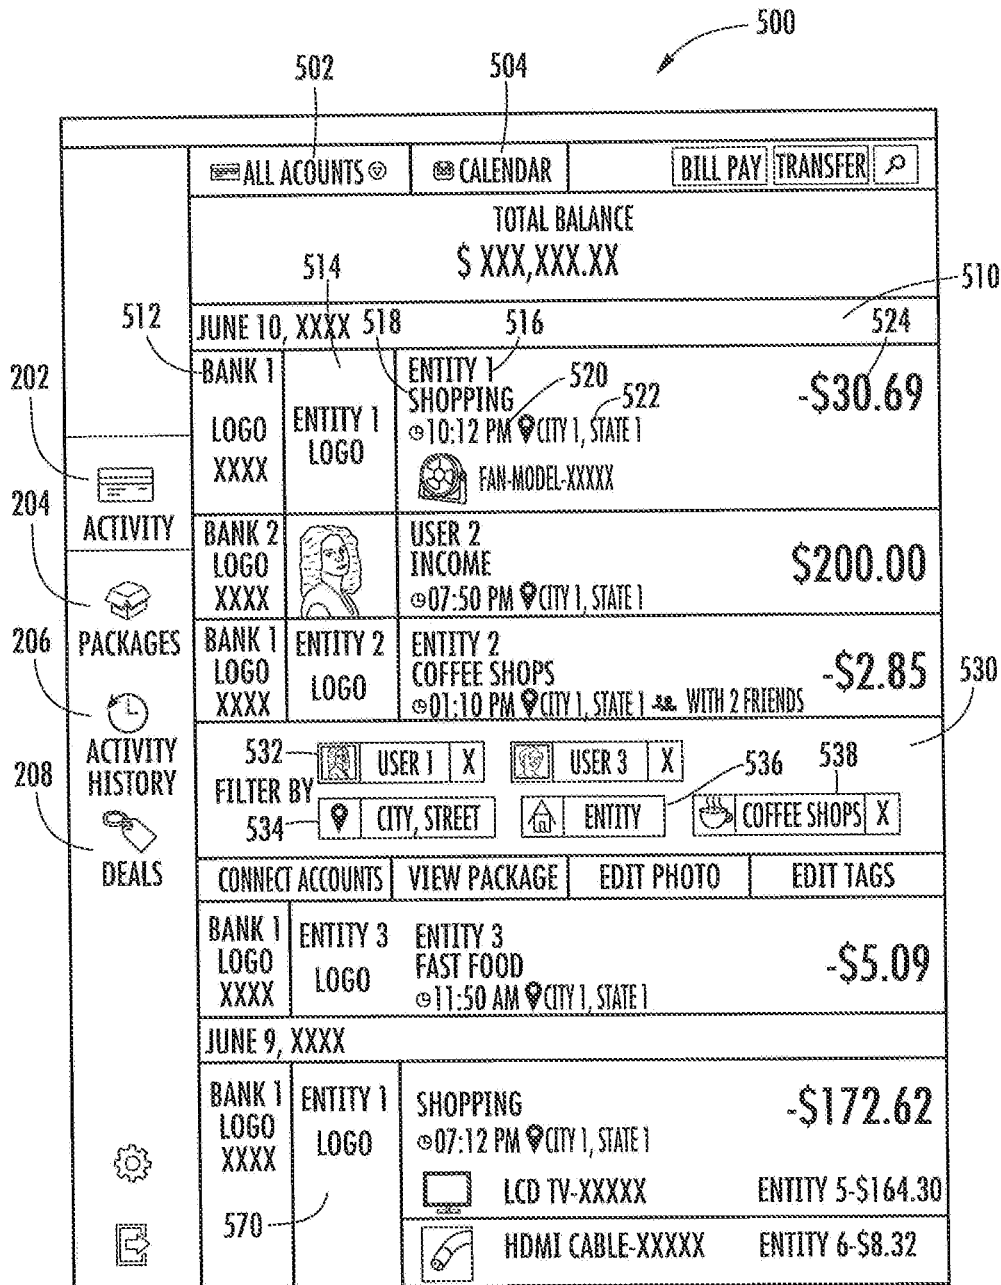 500
502
504
ALL ACOUNTS
CALENDAR
BILL PAY
TRANSFER
TOTAL BALANCE
$ XXX,XXX.XX
514
510
512
JUNE 10, XXXX
518
516
524
202
BANK 1
LOGO
XXXX
ENTITY 1
LOGO
ENTITY 1
SHOPPING
520
522
10:12 PM CITY 1, STATE 1
FAN-MODEL-XXXXX
-$30.69
ACTIVITY
204
BANK 2
LOGO
XXXX
USER 2
INCOME
07:50 PM CITY 1, STATE 1
$200.00
PACKAGES
206
BANK 1
LOGO
XXXX
ENTITY 2
LOGO
ENTITY 2
COFFEE SHOPS
01:10 PM CITY 1, STATE 1 WITH 2 FRIENDS
-$2.85
530
ACTIVITY
HISTORY
208
DEALS
532
USER 1 X
USER 3 X
536
538
FILTER BY
534
CITY, STREET
ENTITY
COFFEE SHOPS X
CONNECT ACCOUNTS
VIEW PACKAGE
EDIT PHOTO
EDIT TAGS
BANK 1
LOGO
XXXX
ENTITY 3
LOGO
ENTITY 3
FAST FOOD
11:50 AM CITY 1, STATE 1
-$5.09
JUNE 9, XXXX
BANK 1
LOGO
XXXX
ENTITY 1
LOGO
570
SHOPPING
07:12 PM CITY 1, STATE 1
-$172.62
LCD TV-XXXXX
ENTITY 5-$164.30
HDMI CABLE-XXXXX
ENTITY 6-$8.32